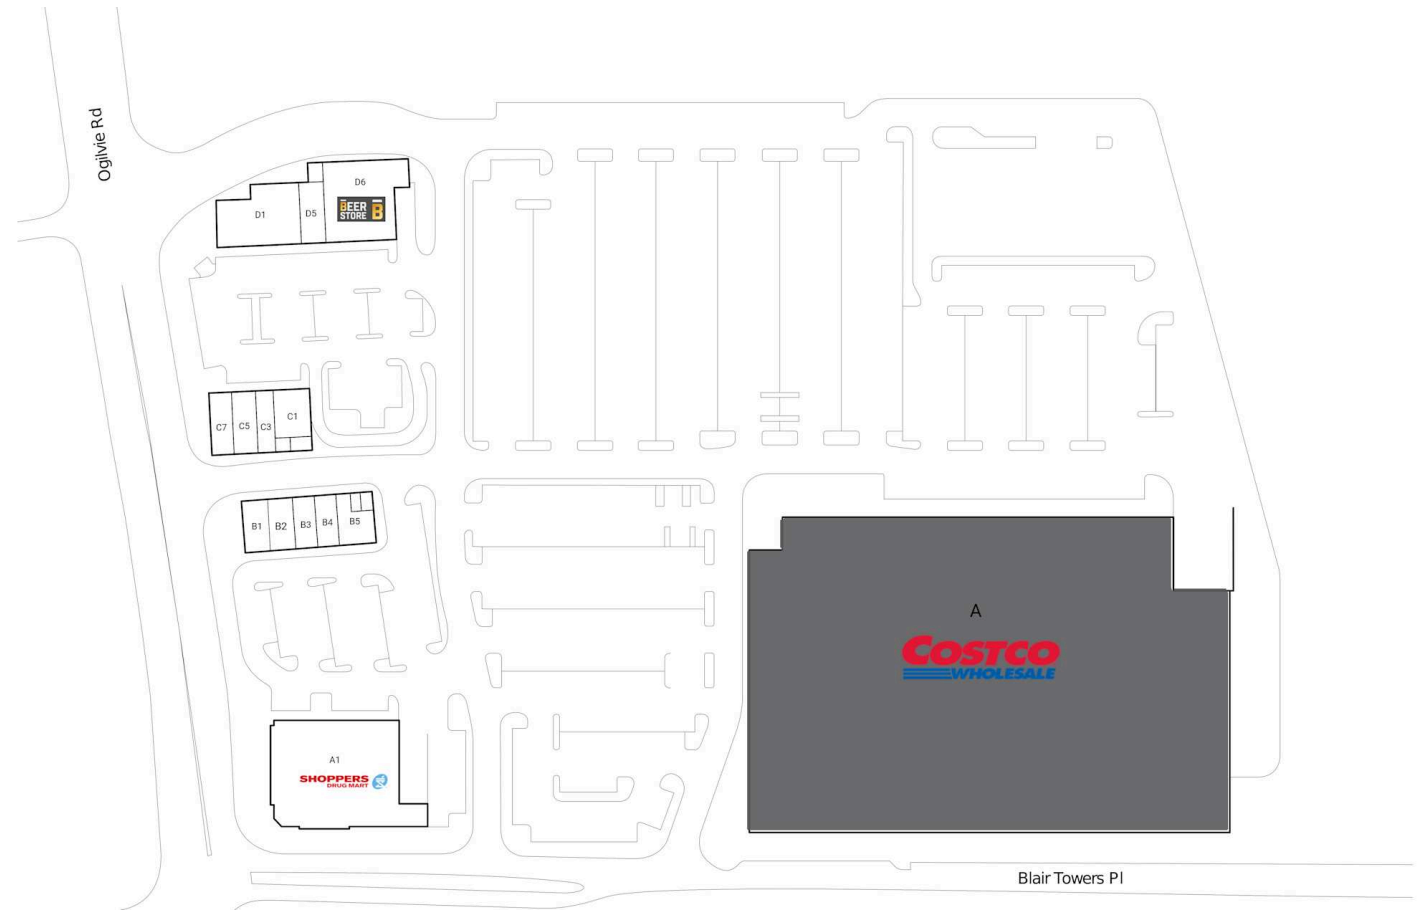 Ogilvie Rd
D6
D1
D5
BEER
STORE
B
C7
C5
C3
C1
B1
B2
B3
B4
B5
A
COSTCO
WHOLESALE
A1
SHOPPERS
DRUG MART
Blair Towers Pl